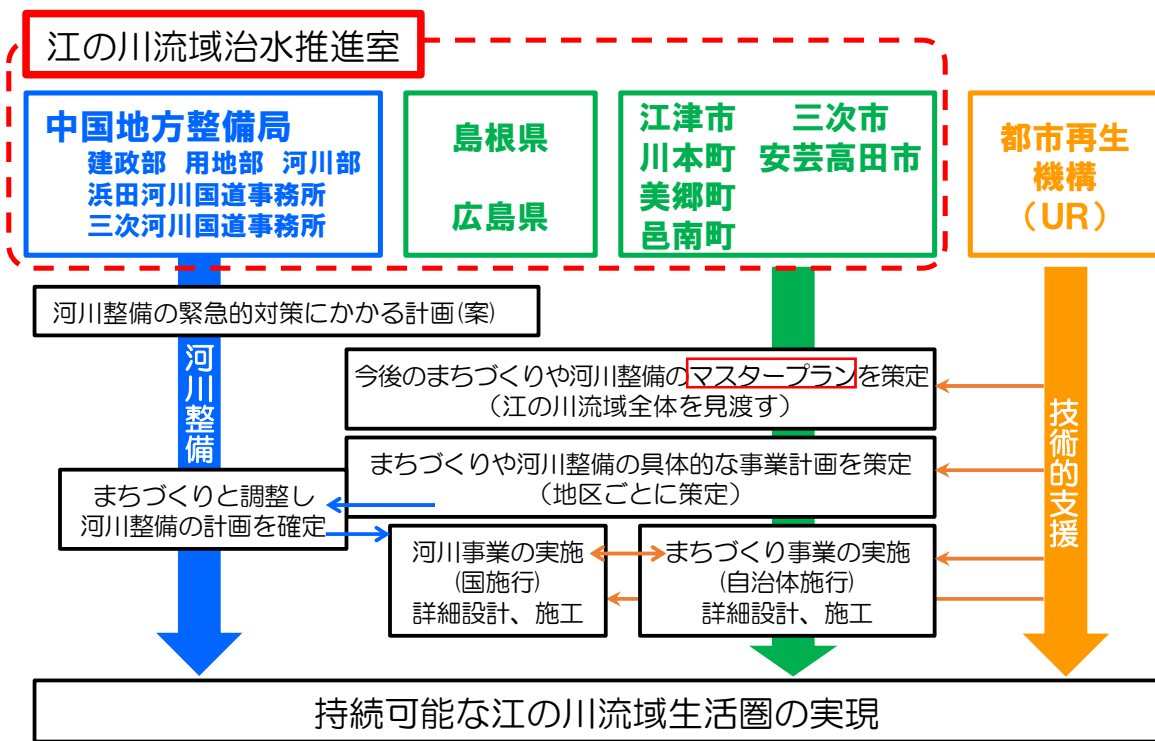 江の川流域治水推進室
中国地方整備局
建政部 用地部 河川部
浜田河川国道事務所
三次河川国道事務所
島根県
広島県
江津市 三次市
川本町 安芸高田市
美郷町
邑南町
都市再生
機構
(UR)
河川整備の緊急的対策にかかる計画(案)
河川整備
今後のまちづくりや河川整備のマスタープランを策定
(江の川流域全体を見渡す)
技術的支援
まちづくりや河川整備の具体的な事業計画を策定
(地区ごとに策定)
まちづくりと調整し
河川整備の計画を確定
河川事業の実施
(国施行)
詳細設計、施工
まちづくり事業の実施
(自治体施行)
詳細設計、施工
持続可能な江の川流域生活圏の実現